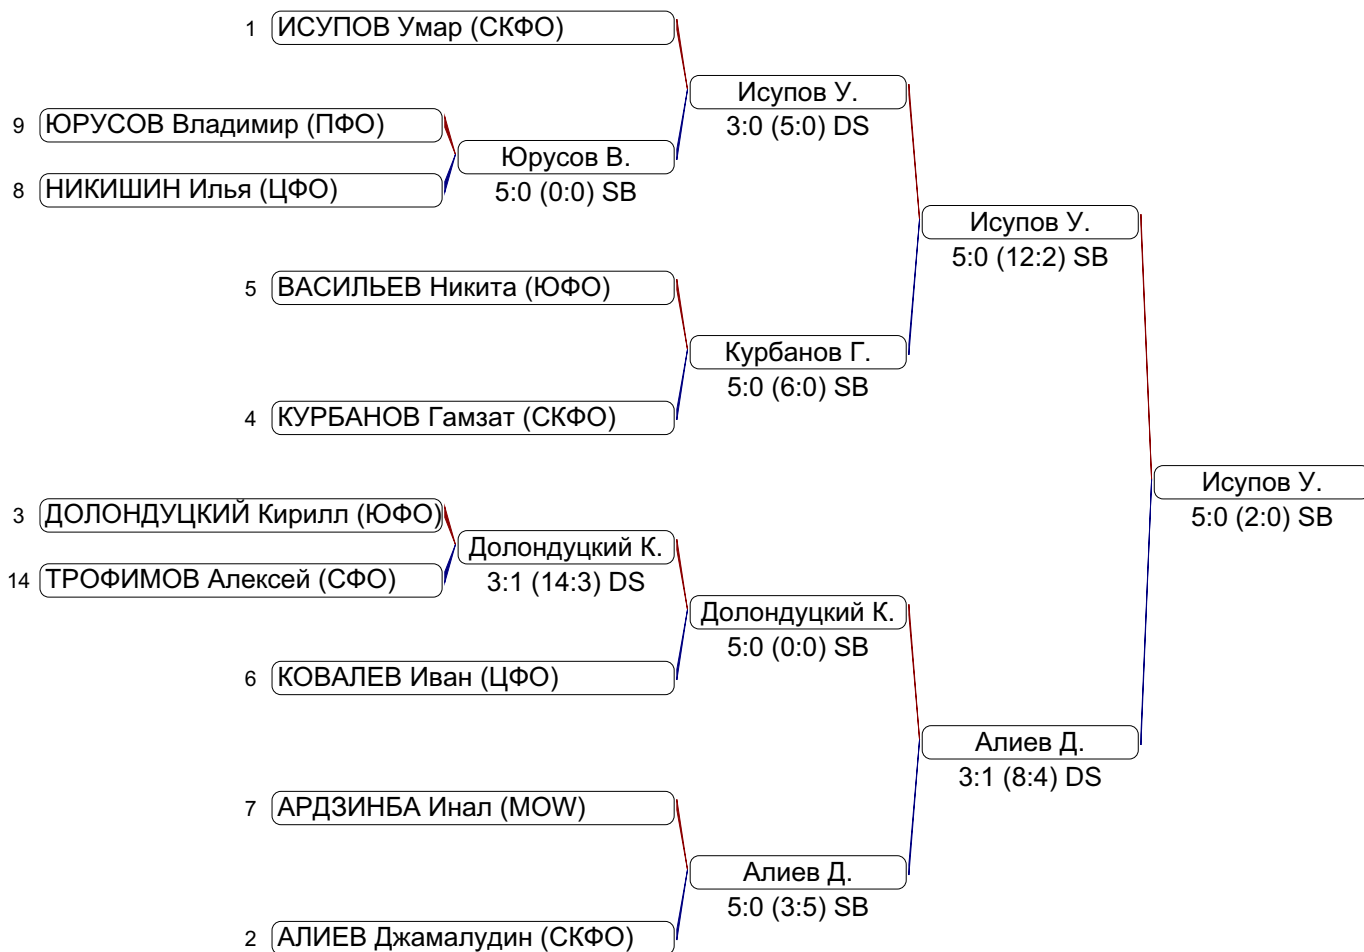 1 ИСУПОВ Умар (СКФО)
Исупов У.
3:0 (5:0) DS
9 ЮРУСОВ Владимир (ПФО)
Юрусов В.
5:0 (0:0) SB
8 НИКИШИН Илья (ЦФО)
Исупов У.
5:0 (12:2) SB
5 ВАСИЛЬЕВ Никита (ЮФО)
Курбанов Г.
5:0 (6:0) SB
4 КУРБАНОВ Гамзат (СКФО)
Исупов У.
5:0 (2:0) SB
3 ДОЛОНДУЦКИЙ Кирилл (ЮФО)
Долондуцкий К.
3:1 (14:3) DS
14 ТРОФИМОВ Алексей (СФО)
Долондуцкий К.
5:0 (0:0) SB
6 КОВАЛЕВ Иван (ЦФО)
Алиев Д.
3:1 (8:4) DS
7 АРДЗИНБА Инал (MOW)
Алиев Д.
5:0 (3:5) SB
2 АЛИЕВ Джамалудин (СКФО)